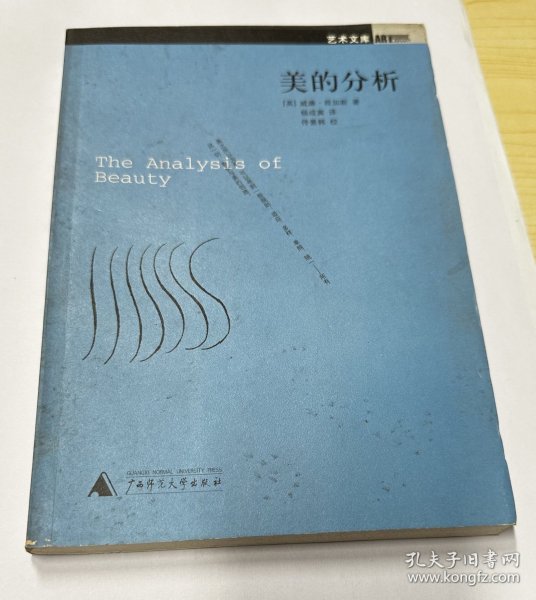 艺术文库 ART
美的分析
[英] 威廉·荷加斯 著
杨成寅 译
佟景韩 校
The Analysis of
Beauty
GUANGXI NORMAL UNIVERSITY PRESS
广西师范大学出版社
孔夫子旧书网
www.kongfz.com